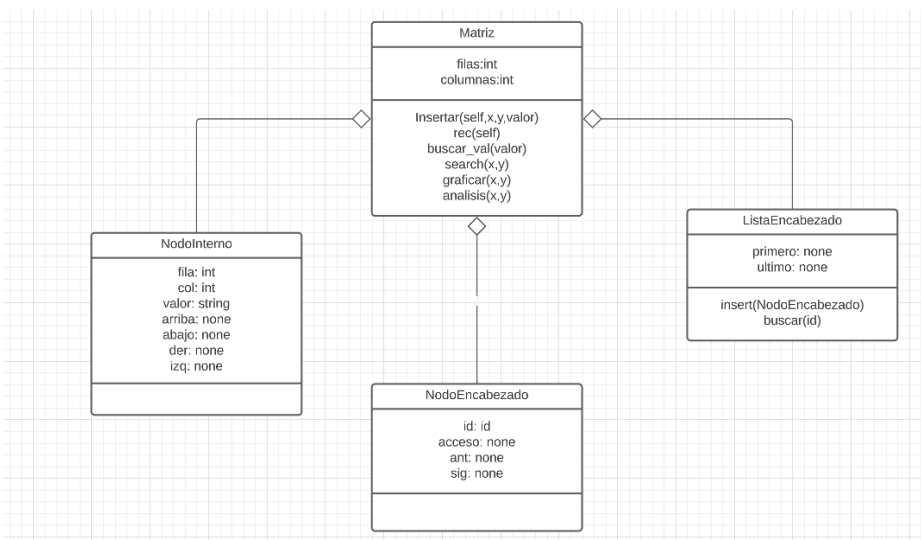 Matriz
filas:int
columnas:int
Insertar(self,x,y,valor)
rec(self)
buscar_val(valor)
search(x,y)
graficar(x,y)
analisis(x,y)
NodoInterno
fila: int
col: int
valor: string
arriba: none
abajo: none
der: none
izq: none
ListaEncabezado
primero: none
ultimo: none
insert(NodoEncabezado)
buscar(id)
NodoEncabezado
id: id
acceso: none
ant: none
sig: none